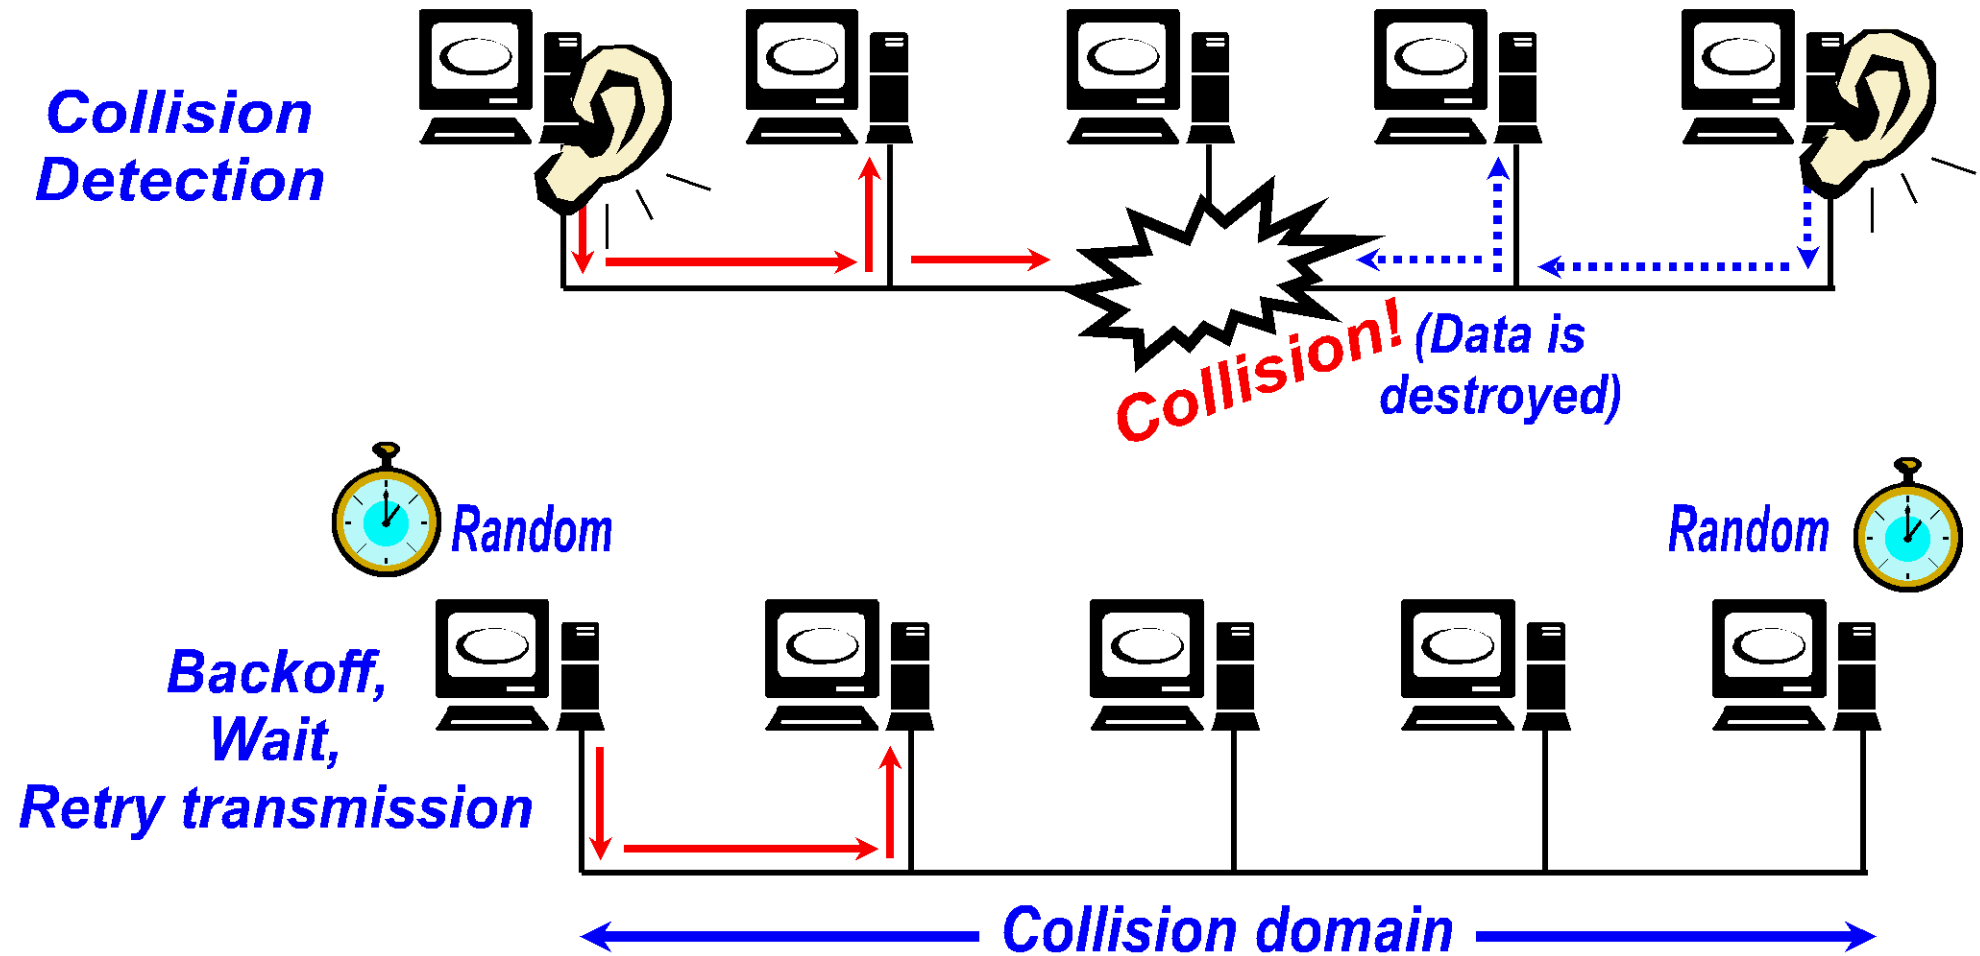 Collision
Detection
Collision!
(Data is
destroyed)
Random
Random
Backoff,
Wait,
Retry transmission
Collision domain